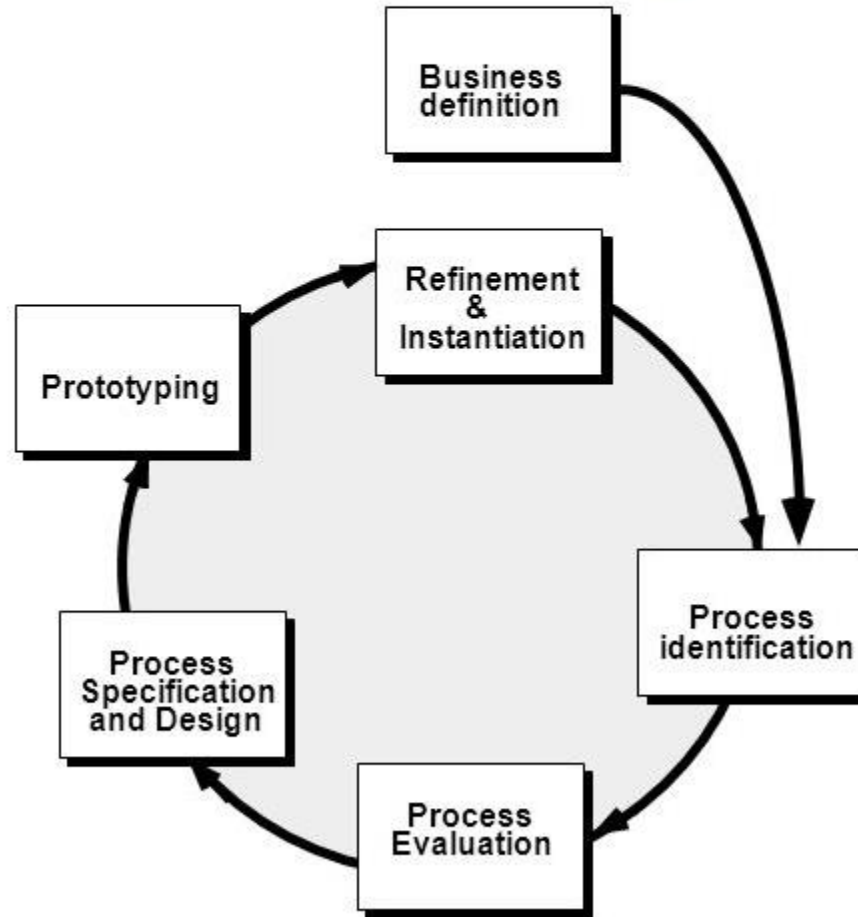 Business
definition
Refinement
&
Instantiation
Prototyping
Process
identification
Process
Specification
and Design
Process
Evaluation